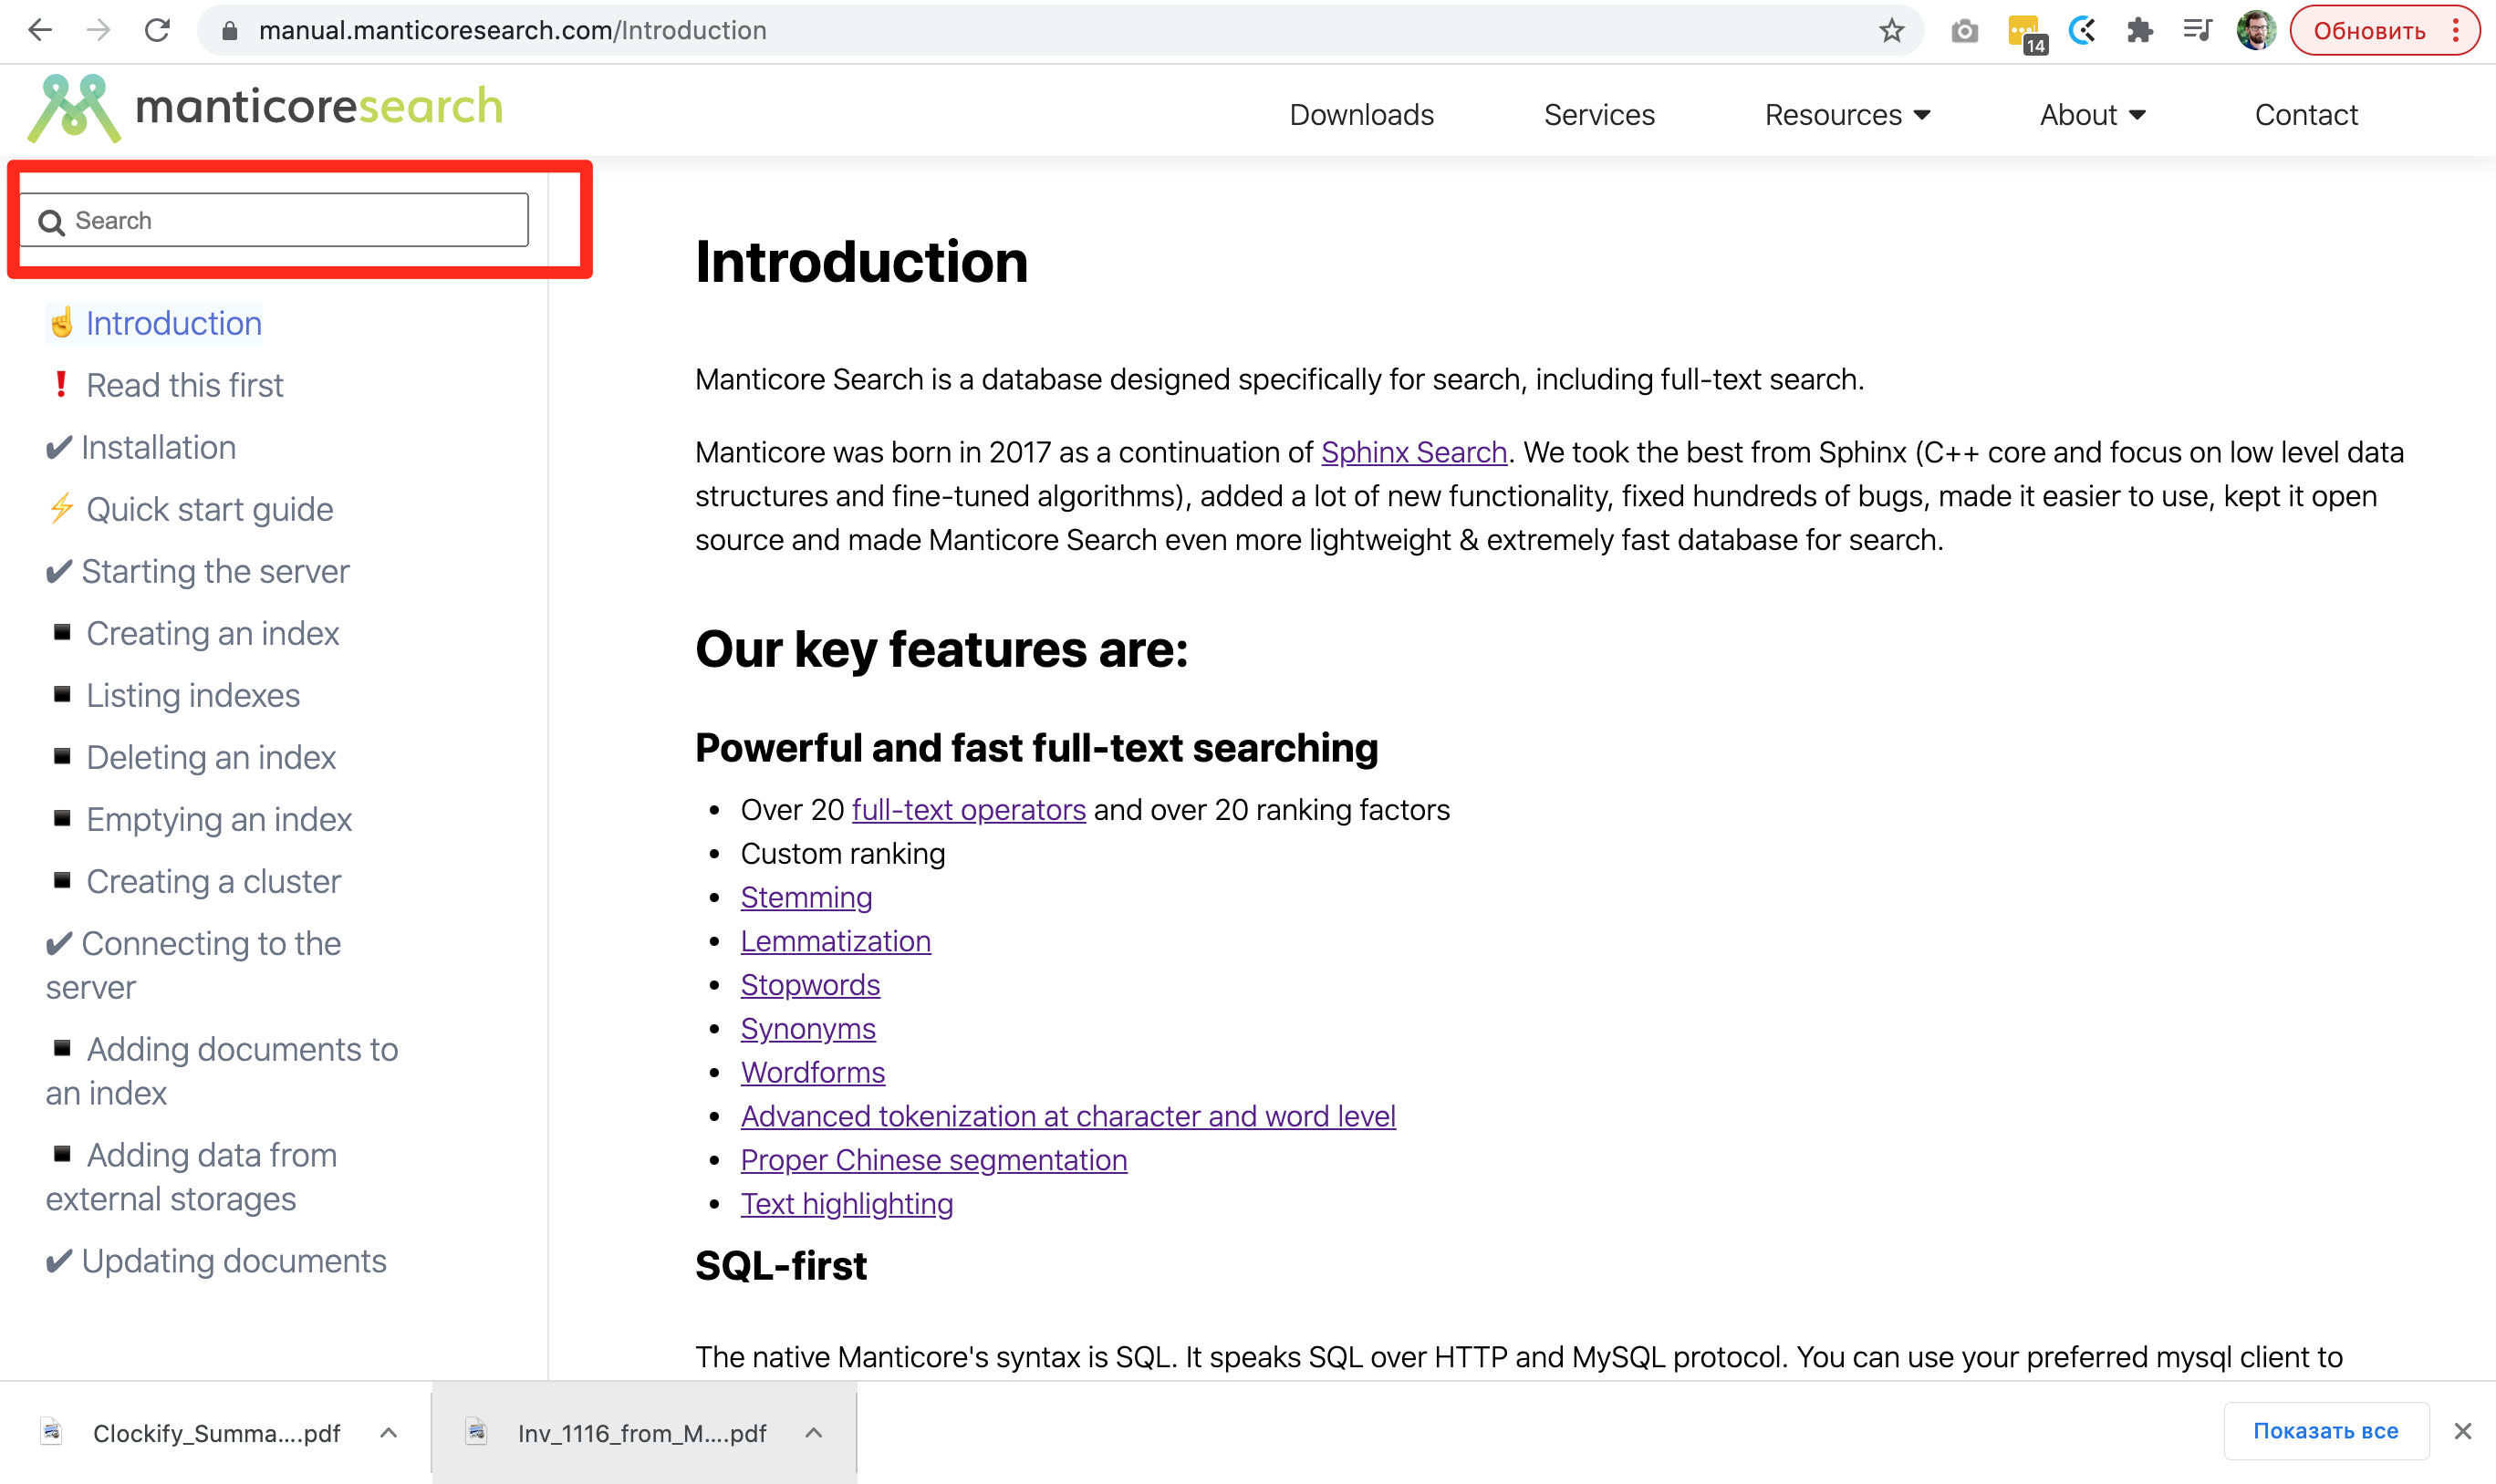 manual.manticoresearch.com/Introduction
14
Обновить
manticoresearch
Downloads
Services
Resources
About
Contact
Search
Introduction
Read this first
Installation
Quick start guide
Starting the server
Creating an index
Listing indexes
Deleting an index
Emptying an index
Creating a cluster
Connecting to the
server
Adding documents to
an index
Adding data from
external storages
Updating documents
Introduction
Manticore Search is a database designed specifically for search, including full-text search.
Manticore was born in 2017 as a continuation of Sphinx Search. We took the best from Sphinx (C++ core and focus on low level data
structures and fine-tuned algorithms), added a lot of new functionality, fixed hundreds of bugs, made it easier to use, kept it open
source and made Manticore Search even more lightweight & extremely fast database for search.
Our key features are:
Powerful and fast full-text searching
Over 20 full-text operators and over 20 ranking factors
Custom ranking
Stemming
Lemmatization
Stopwords
Synonyms
Wordforms
Advanced tokenization at character and word level
Proper Chinese segmentation
Text highlighting
SQL-first
The native Manticore's syntax is SQL. It speaks SQL over HTTP and MySQL protocol. You can use your preferred mysql client to
Clockify_Summa....pdf
Inv_1116_from_M....pdf
Показать все